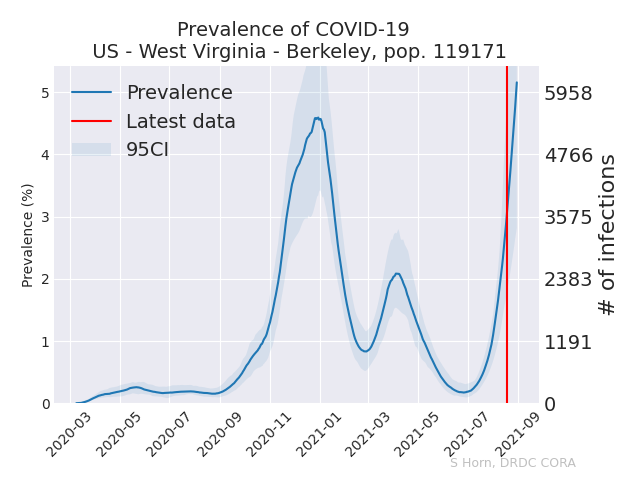 Prevalence of COVID-19
US - West Virginia - Berkeley, pop. 119171
Prevalence
Latest data
95CI
Prevalence (%)
5
4
3
2
1
0
5958
4766
3575
2383
1191
0
# of infections
2020-03
2020-05
2020-07
2020-09
2020-11
2021-01
2021-03
2021-05
2021-07
2021-09
S Horn, DRDC CORA